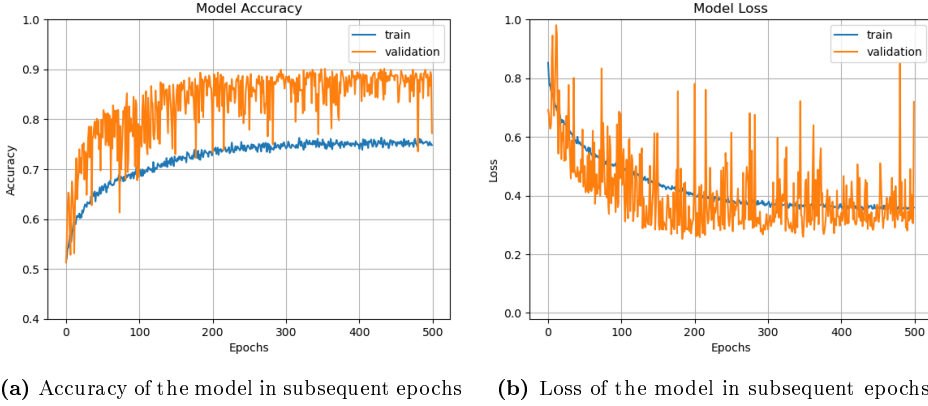 Model Accuracy
1.0
0.9
0.8
0.7
0.6
0.5
0.4
Accuracy
0 100 200 300 400 500
Epochs
train
validation
Model Loss
1.0
0.8
0.6
0.4
0.2
0.0
Loss
0 100 200 300 400 500
Epochs
train
validation
(a) Accuracy of the model in subsequent epochs
(b) Loss of the model in subsequent epochs